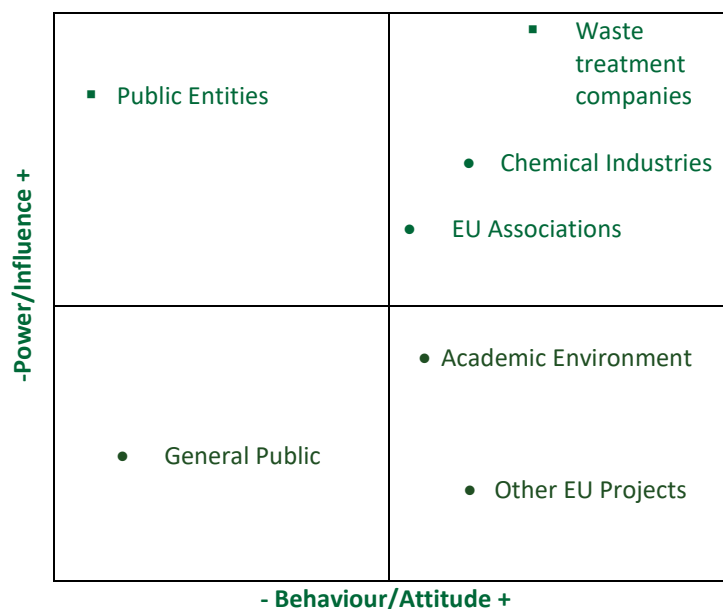 ▪ Waste
treatment
companies
▪ Public Entities
• Chemical Industries
• EU Associations
-Power/Influence +
• Academic Environment
• General Public
• Other EU Projects
- Behaviour/Attitude +